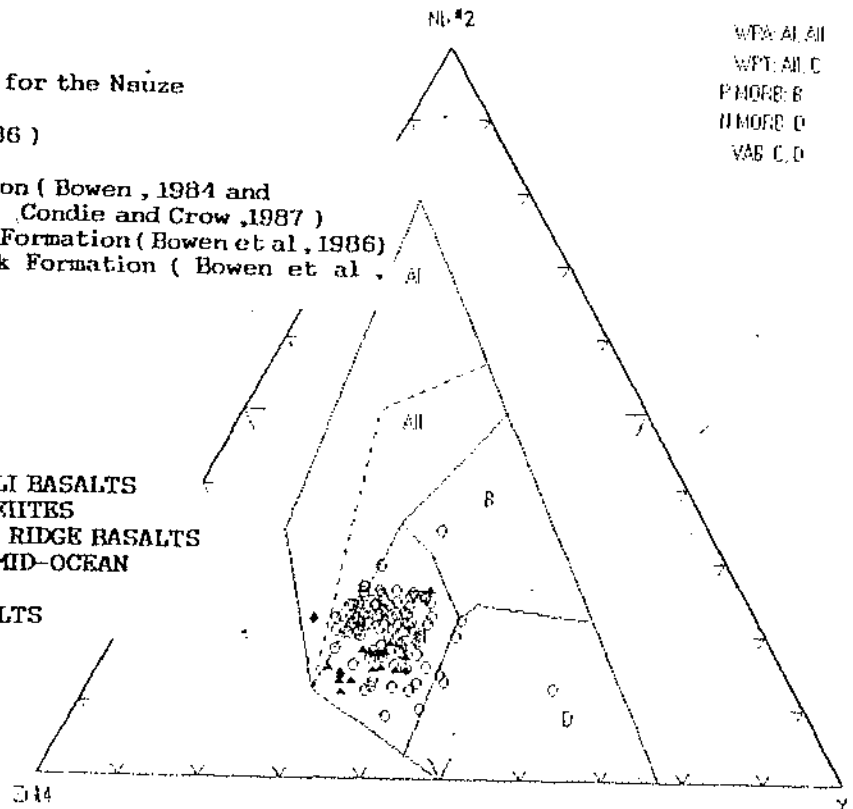 Nb*2
WPA: AI, AII
WPT: AII, C
P MORB: B
N MORB: D
VAB: C, D
for the Nauze
86 )
on ( Bowen , 1984 and
Condie and Crow , 1987 )
Formation ( Bowen et al , 1986)
k Formation ( Bowen et al ,
AI
AII
LI BASALTS
EIITES
RIDGE BASALTS
MID-OCEAN
LTS
B
D
Zr/4
Y